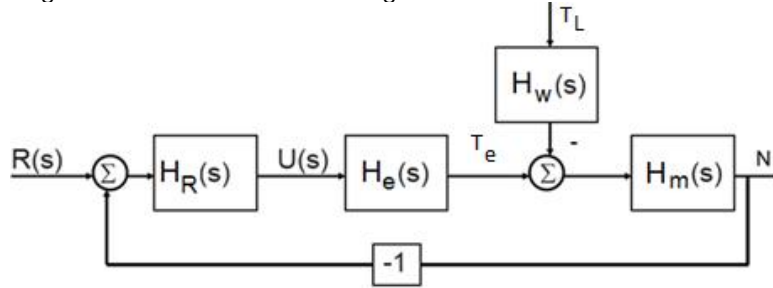 T_L
H_w(s)
-
R(s)
Σ
H_R(s)
U(s)
H_e(s)
T_e
Σ
H_m(s)
N
-1